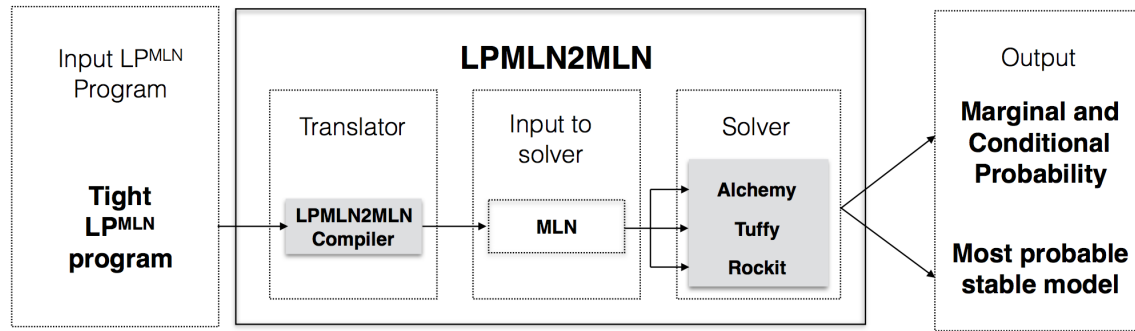 Input LPMLN
Program
Tight
LPMLN
program
LPMLN2MLN
Translator
LPMLN2MLN
Compiler
Input to
solver
MLN
Solver
Alchemy
Tuffy
Rockit
Output
Marginal and
Conditional
Probability
Most probable
stable model